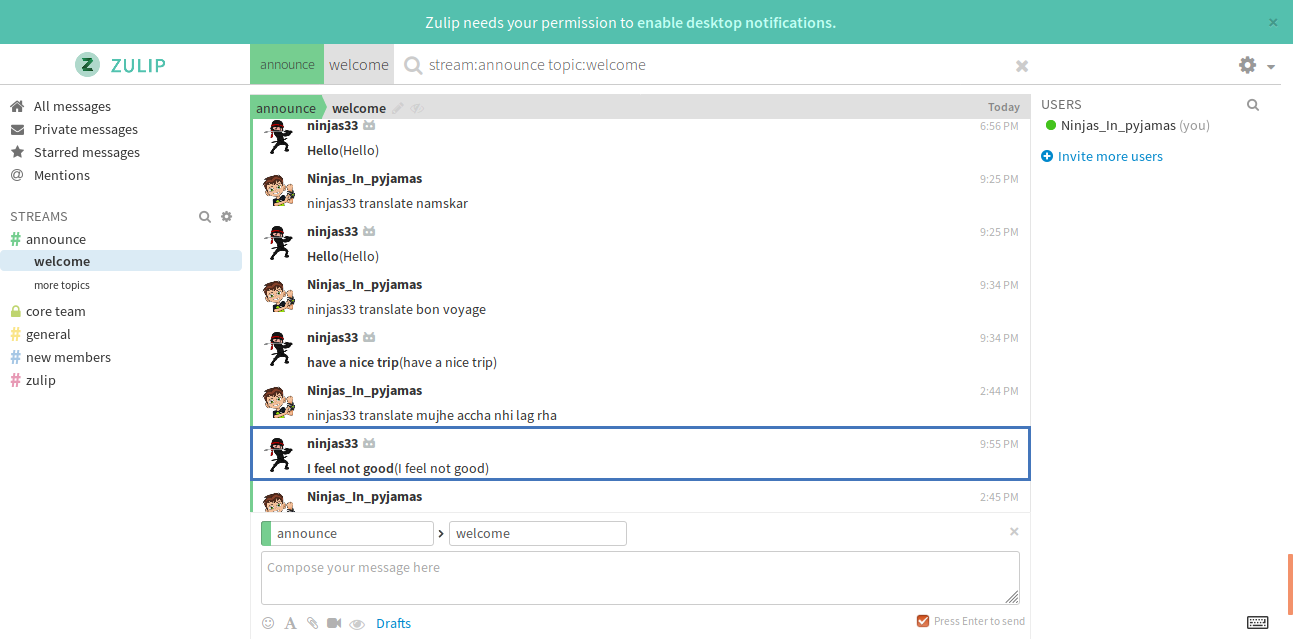 Zulip needs your permission to enable desktop notifications.
×
Z ZULIP
announce welcome stream:announce topic:welcome
All messages
Private messages
Starred messages
@ Mentions
STREAMS
# announce
welcome
more topics
core team
# general
# new members
# zulip
announce welcome Today
ninjas33 6:56 PM
Hello(Hello)
Ninjas_In_pyjamas 9:25 PM
ninjas33 translate namskar
ninjas33 9:25 PM
Hello(Hello)
Ninjas_In_pyjamas 9:34 PM
ninjas33 translate bon voyage
ninjas33 9:34 PM
have a nice trip(have a nice trip)
Ninjas_In_pyjamas 2:44 PM
ninjas33 translate mujhe accha nhi lag rha
ninjas33 9:55 PM
I feel not good(I feel not good)
Ninjas_In_pyjamas 2:45 PM
announce > welcome ×
Compose your message here
A Drafts Press Enter to send
USERS
Ninjas_In_pyjamas (you)
Invite more users